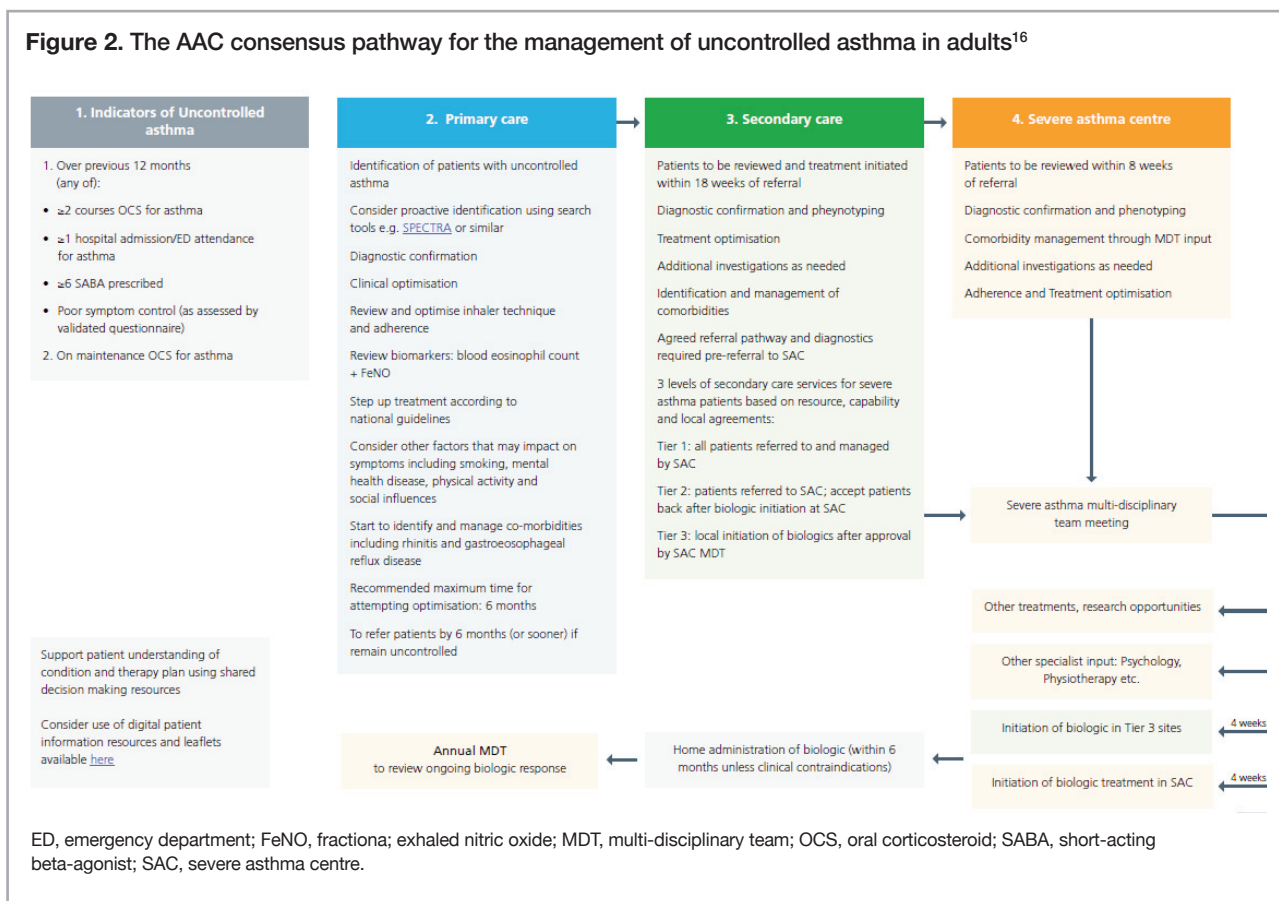 Figure 2. The AAC consensus pathway for the management of uncontrolled asthma in adults16
1. Indicators of Uncontrolled
asthma
1. Over previous 12 months
(any of):
• ≥2 courses OCS for asthma
• ≥1 hospital admission/ED attendance
for asthma
• ≥6 SABA prescribed
• Poor symptom control (as assessed by
validated questionnaire)
2. On maintenance OCS for asthma
Support patient understanding of
condition and therapy plan using shared
decision making resources
Consider use of digital patient
information resources and leaflets
available here
2. Primary care
Identification of patients with uncontrolled
asthma
Consider proactive identification using search
tools e.g. SPECTRA or similar
Diagnostic confirmation
Clinical optimisation
Review and optimise inhaler technique
and adherence
Review biomarkers: blood eosinophil count
+ FeNO
Step up treatment according to
national guidelines
Consider other factors that may impact on
symptoms including smoking, mental
health disease, physical activity and
social influences
Start to identify and manage co-morbidities
including rhinitis and gastroeosophageal
reflux disease
Recommended maximum time for
attempting optimisation: 6 months
To refer patients by 6 months (or sooner) if
remain uncontrolled
3. Secondary care
Patients to be reviewed and treatment initiated
within 18 weeks of referral
Diagnostic confirmation and pheynotyping
Treatment optimisation
Additional investigations as needed
Identification and management of
comorbidities
Agreed referral pathway and diagnostics
required pre-referral to SAC
3 levels of secondary care services for severe
asthma patients based on resource, capability
and local agreements:
Tier 1: all patients referred to and managed
by SAC
Tier 2: patients referred to SAC; accept patients
back after biologic initiation at SAC
Tier 3: local initiation of biologics after approval
by SAC MDT
4. Severe asthma centre
Patients to be reviewed within 8 weeks
of referral
Diagnostic confirmation and phenotyping
Comorbidity management through MDT input
Additional investigations as needed
Adherence and Treatment optimisation
Severe asthma multi-disciplinary
team meeting
Other treatments, research opportunities
Other specialist input: Psychology,
Physiotherapy etc.
Initiation of biologic in Tier 3 sites
4 weeks
Initiation of biologic treatment in SAC
4 weeks
Home administration of biologic (within 6
months unless clinical contraindications)
Annual MDT
to review ongoing biologic response
ED, emergency department; FeNO, fractiona; exhaled nitric oxide; MDT, multi-disciplinary team; OCS, oral corticosteroid; SABA, short-acting
beta-agonist; SAC, severe asthma centre.